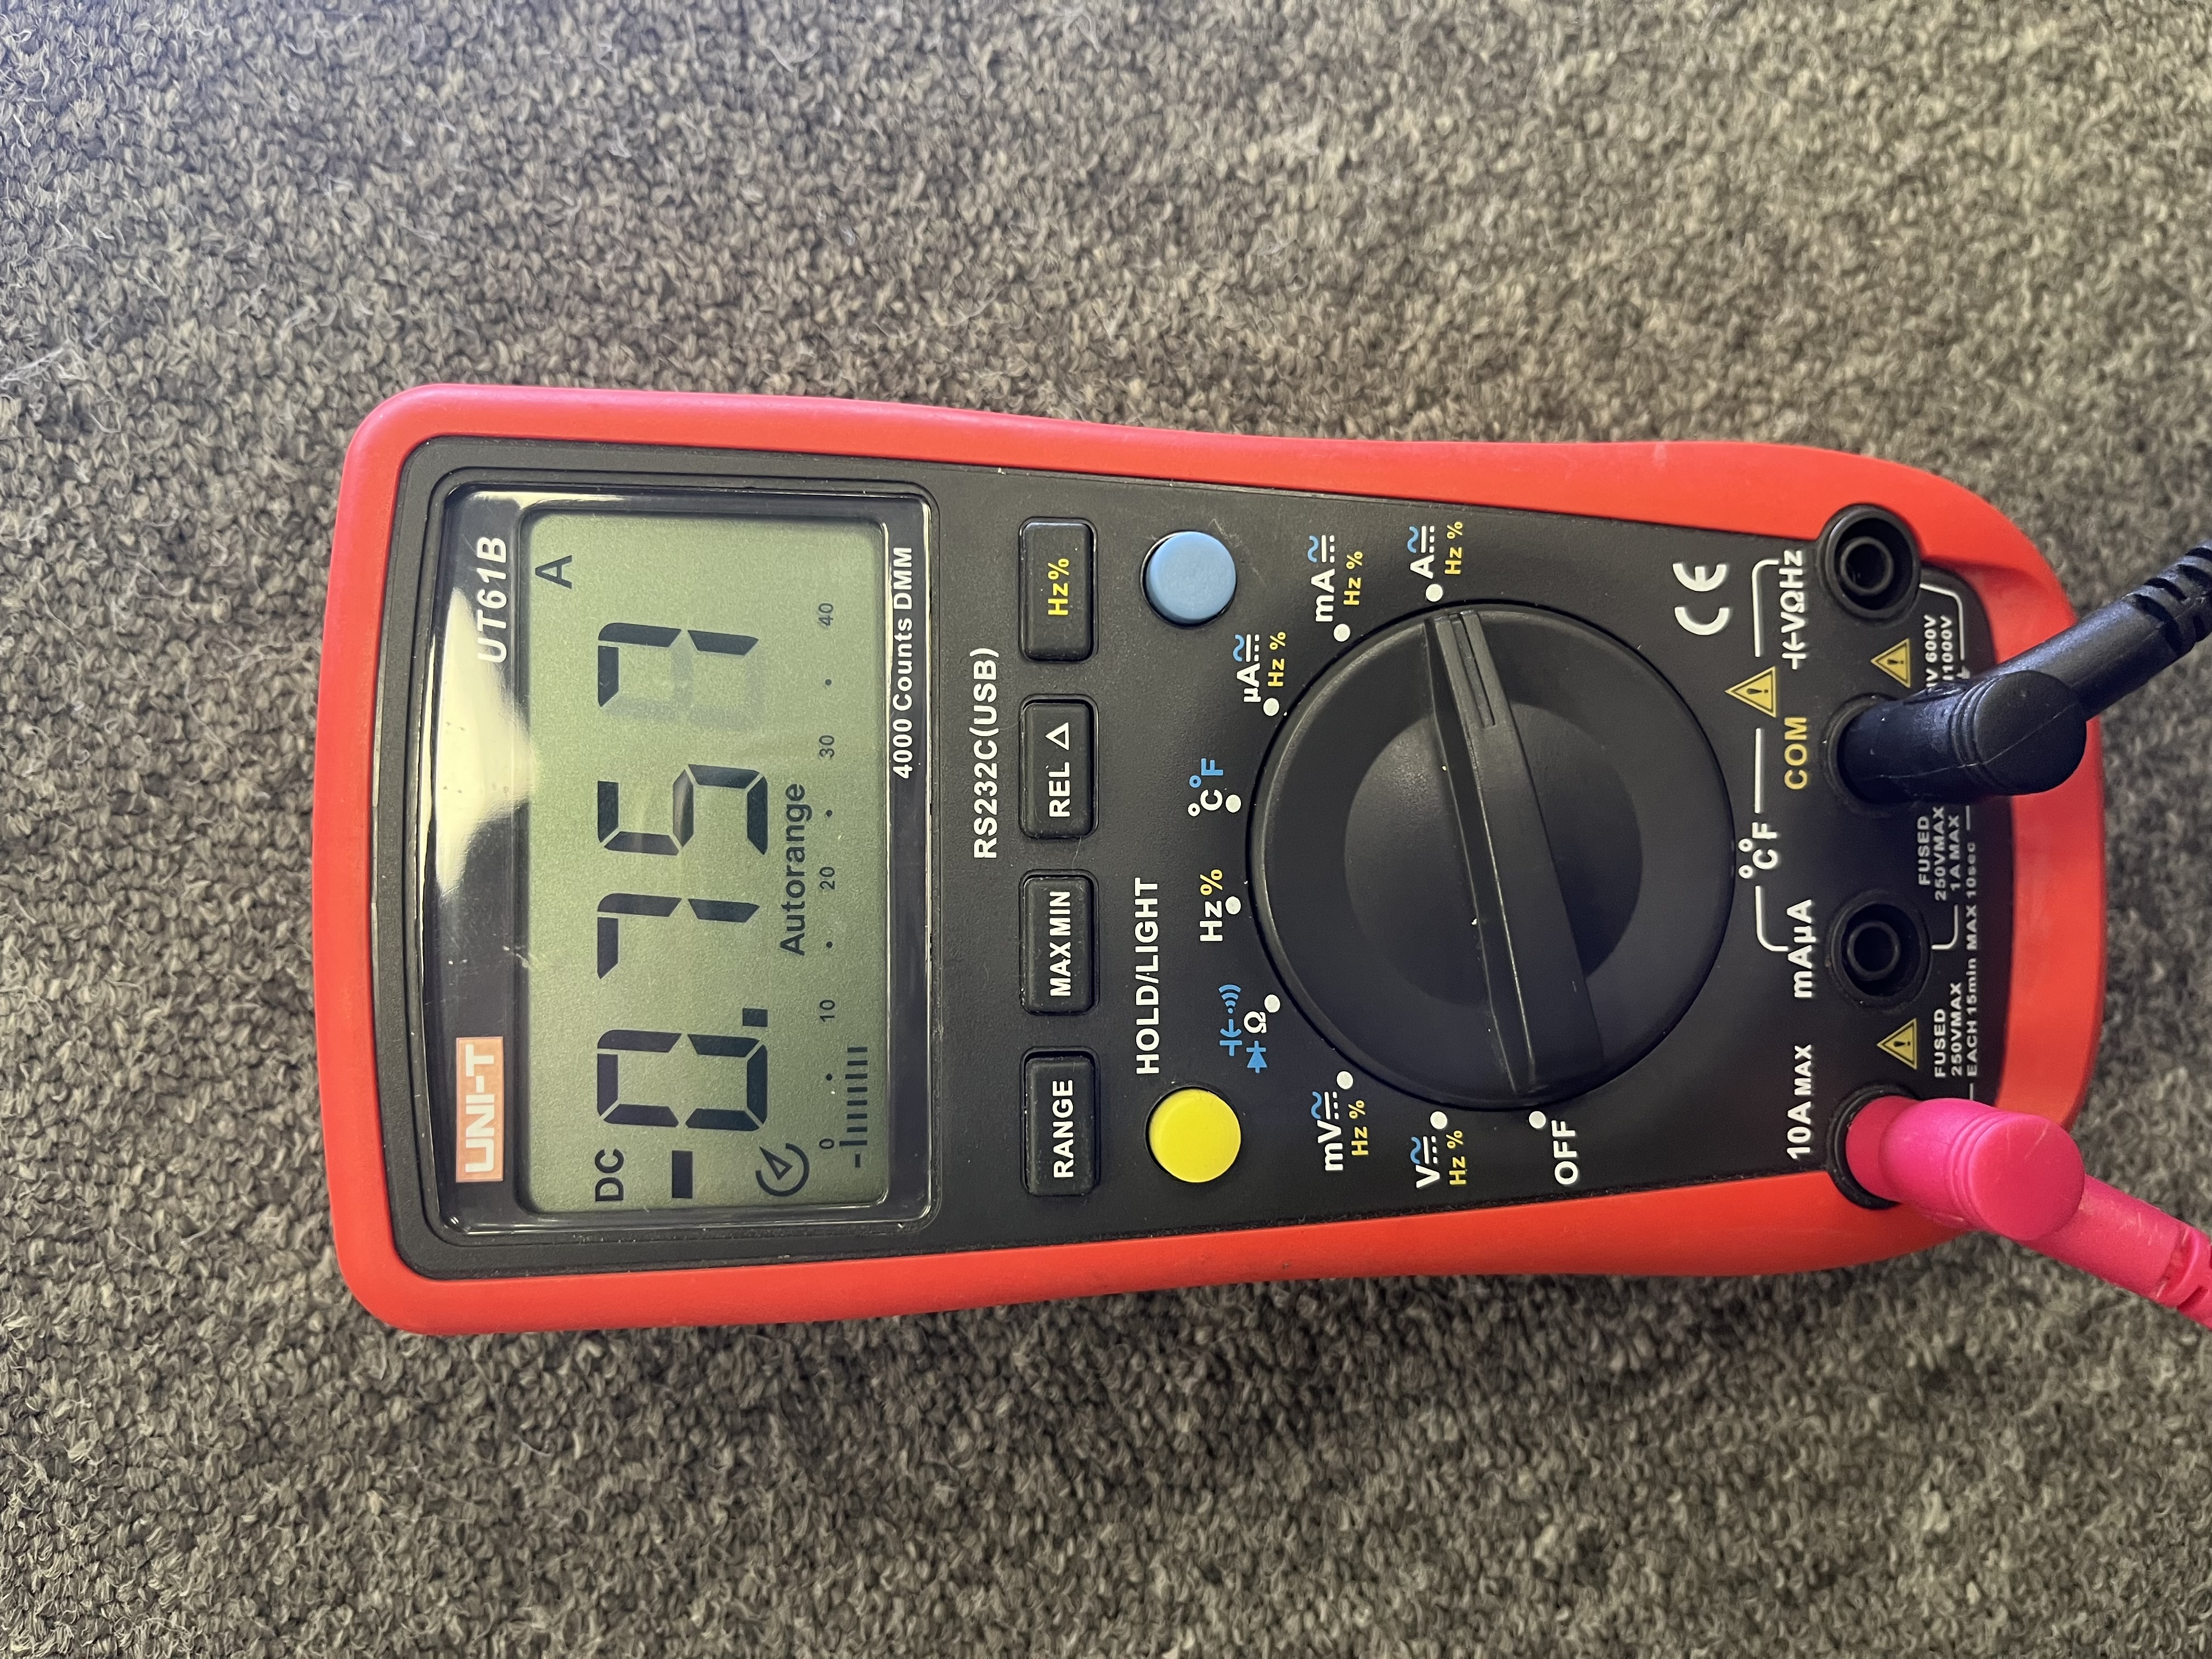 UNI-T
UT61B
A
DC
-0.757
Autorange
0 10 20 30 40
4000 Counts DMM
RS232C(USB)
RANGE
MAX MIN
REL △
Hz%
HOLD/LIGHT
Hz%
°C°F
Ω
µA
Hz %
mV
Hz %
mA
Hz %
V
Hz %
A
Hz %
OFF
CE
°C°F
10A MAX
mAµA
COM
VΩHz
FUSED
250VMAX
FUSED
250VMAX
1A MAX
EACH 15min MAX 10sec
600V
1000V